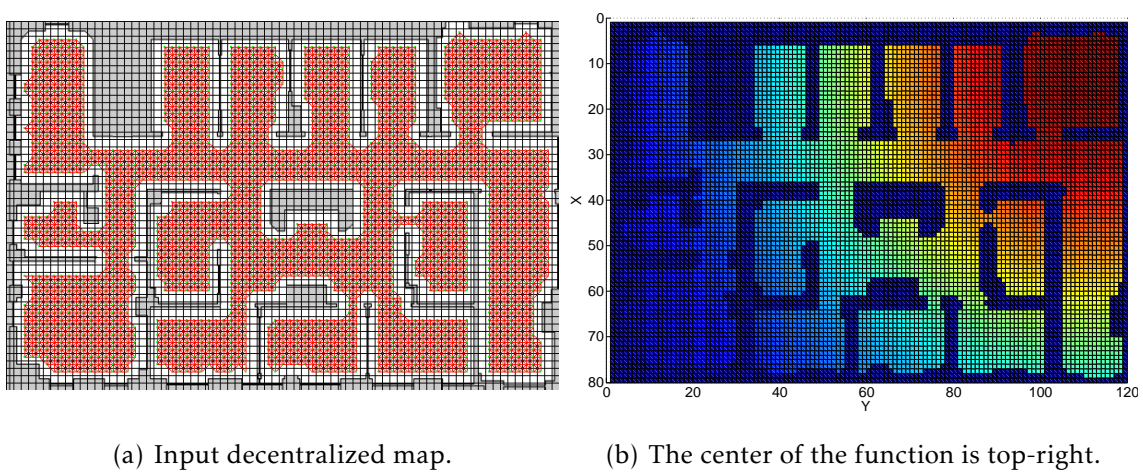 0
10
20
30
40
50
60
70
80
X
0 20 40 60 80 100 120
Y
(a) Input decentralized map.
(b) The center of the function is top-right.